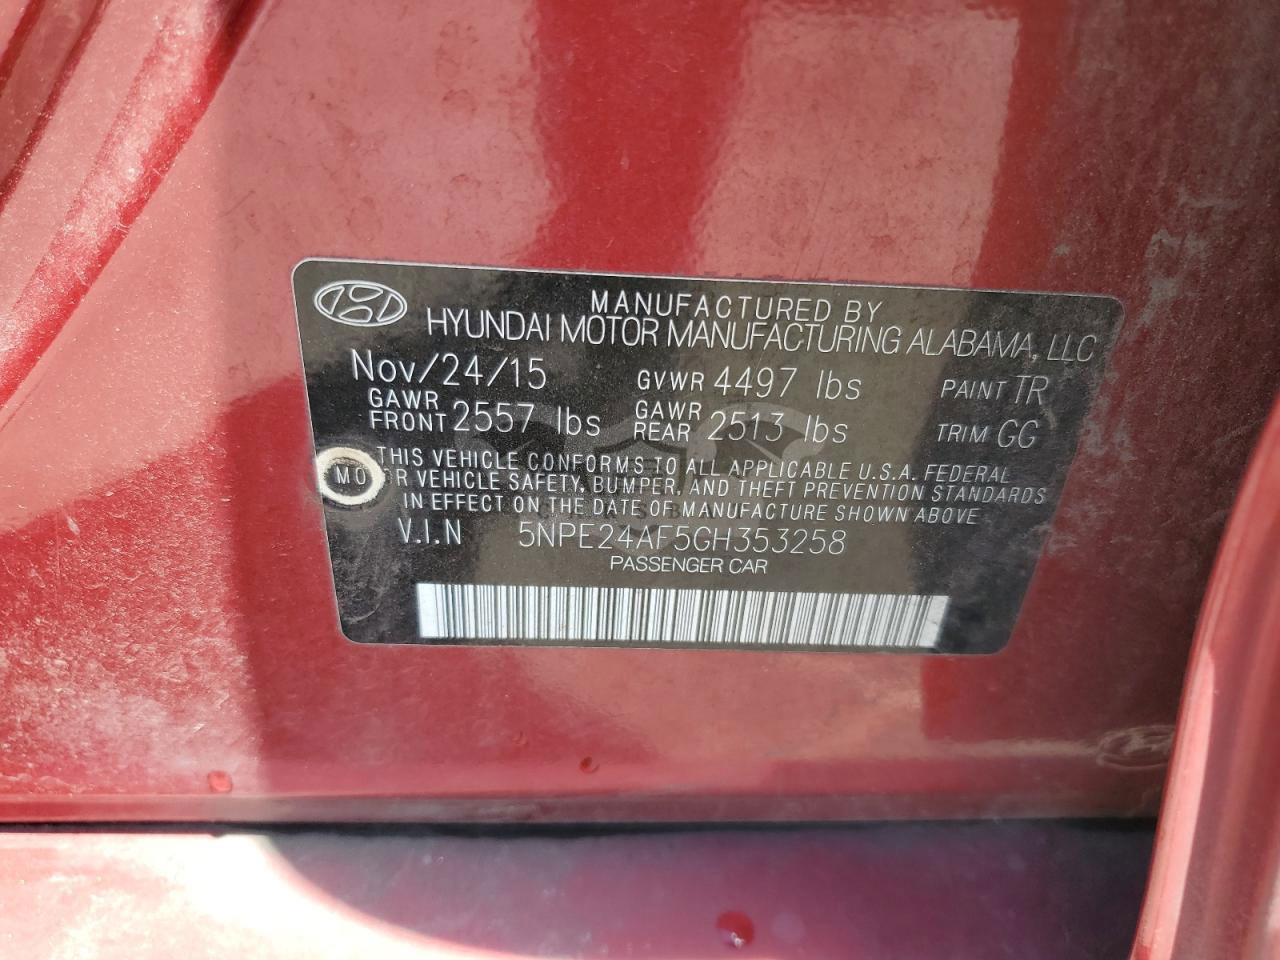 MANUFACTURED BY
HYUNDAI MOTOR MANUFACTURING ALABAMA, LLC
Nov/24/15 GVWR 4497 lbs PAINT TR
GAWR FRONT 2557 lbs GAWR REAR 2513 lbs TRIM GG
THIS VEHICLE CONFORMS TO ALL APPLICABLE U.S.A. FEDERAL
MOTOR VEHICLE SAFETY, BUMPER, AND THEFT PREVENTION STANDARDS
IN EFFECT ON THE DATE OF MANUFACTURE SHOWN ABOVE
V.I.N 5NPE24AF5GH353258
PASSENGER CAR